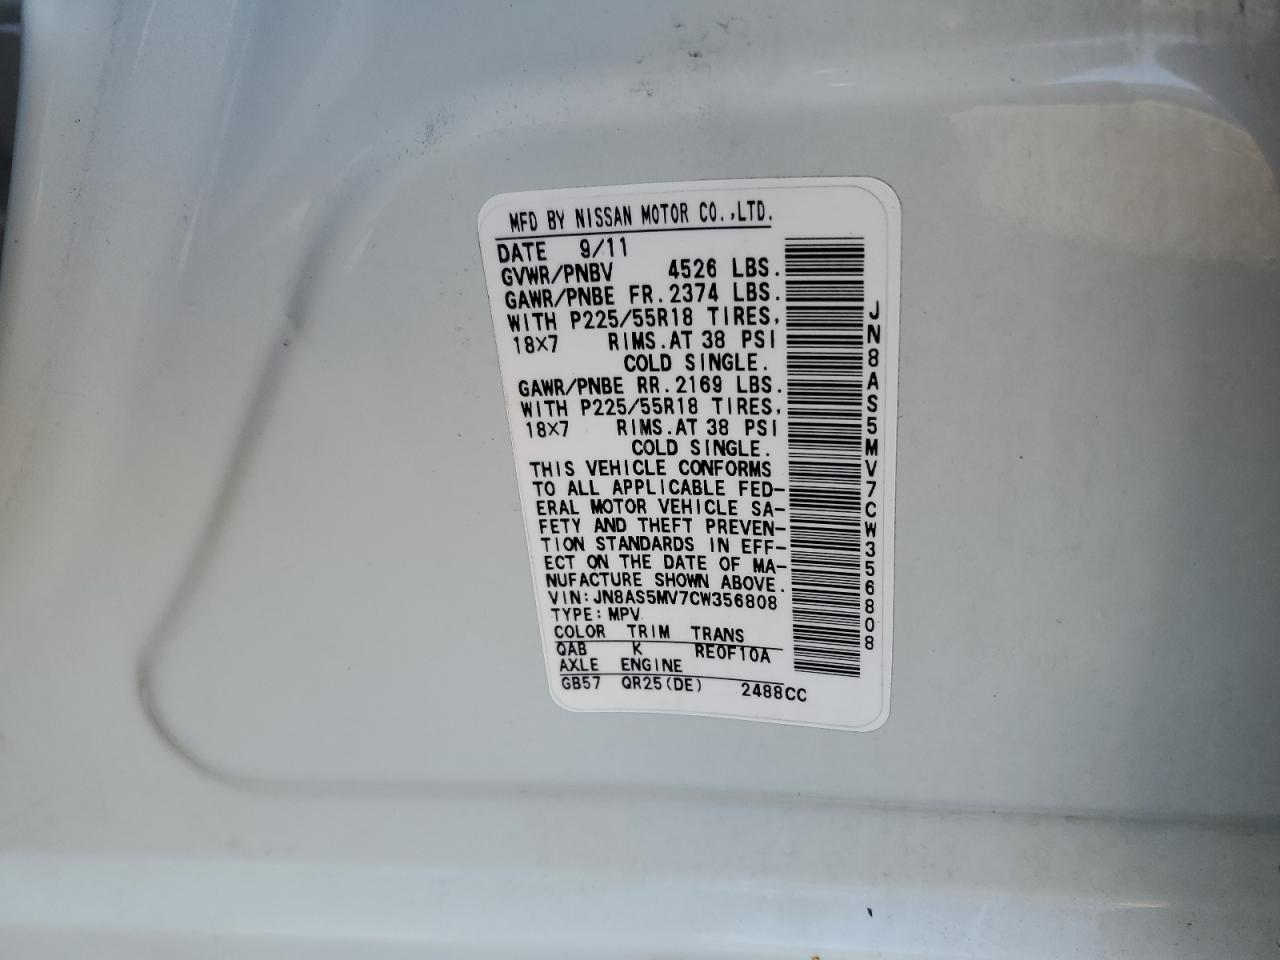 MFD BY NISSAN MOTOR CO.,LTD.
DATE 9/11
GVWR/PNBV 4526 LBS.
GAWR/PNBE FR.2374 LBS.
WITH P225/55R18 TIRES,
18X7 RIMS.AT 38 PSI
COLD SINGLE.
GAWR/PNBE RR.2169 LBS.
WITH P225/55R18 TIRES,
18X7 RIMS.AT 38 PSI
COLD SINGLE.
THIS VEHICLE CONFORMS
TO ALL APPLICABLE FED-
ERAL MOTOR VEHICLE SA-
FETY AND THEFT PREVEN-
TION STANDARDS IN EFF-
ECT ON THE DATE OF MA-
NUFACTURE SHOWN ABOVE.
VIN:JN8AS5MV7CW356808
TYPE:MPV
COLOR TRIM TRANS
QAB K RE0F10A
AXLE ENGINE
GB57 QR25(DE) 2488CC
JN8AS5MV7CW356808